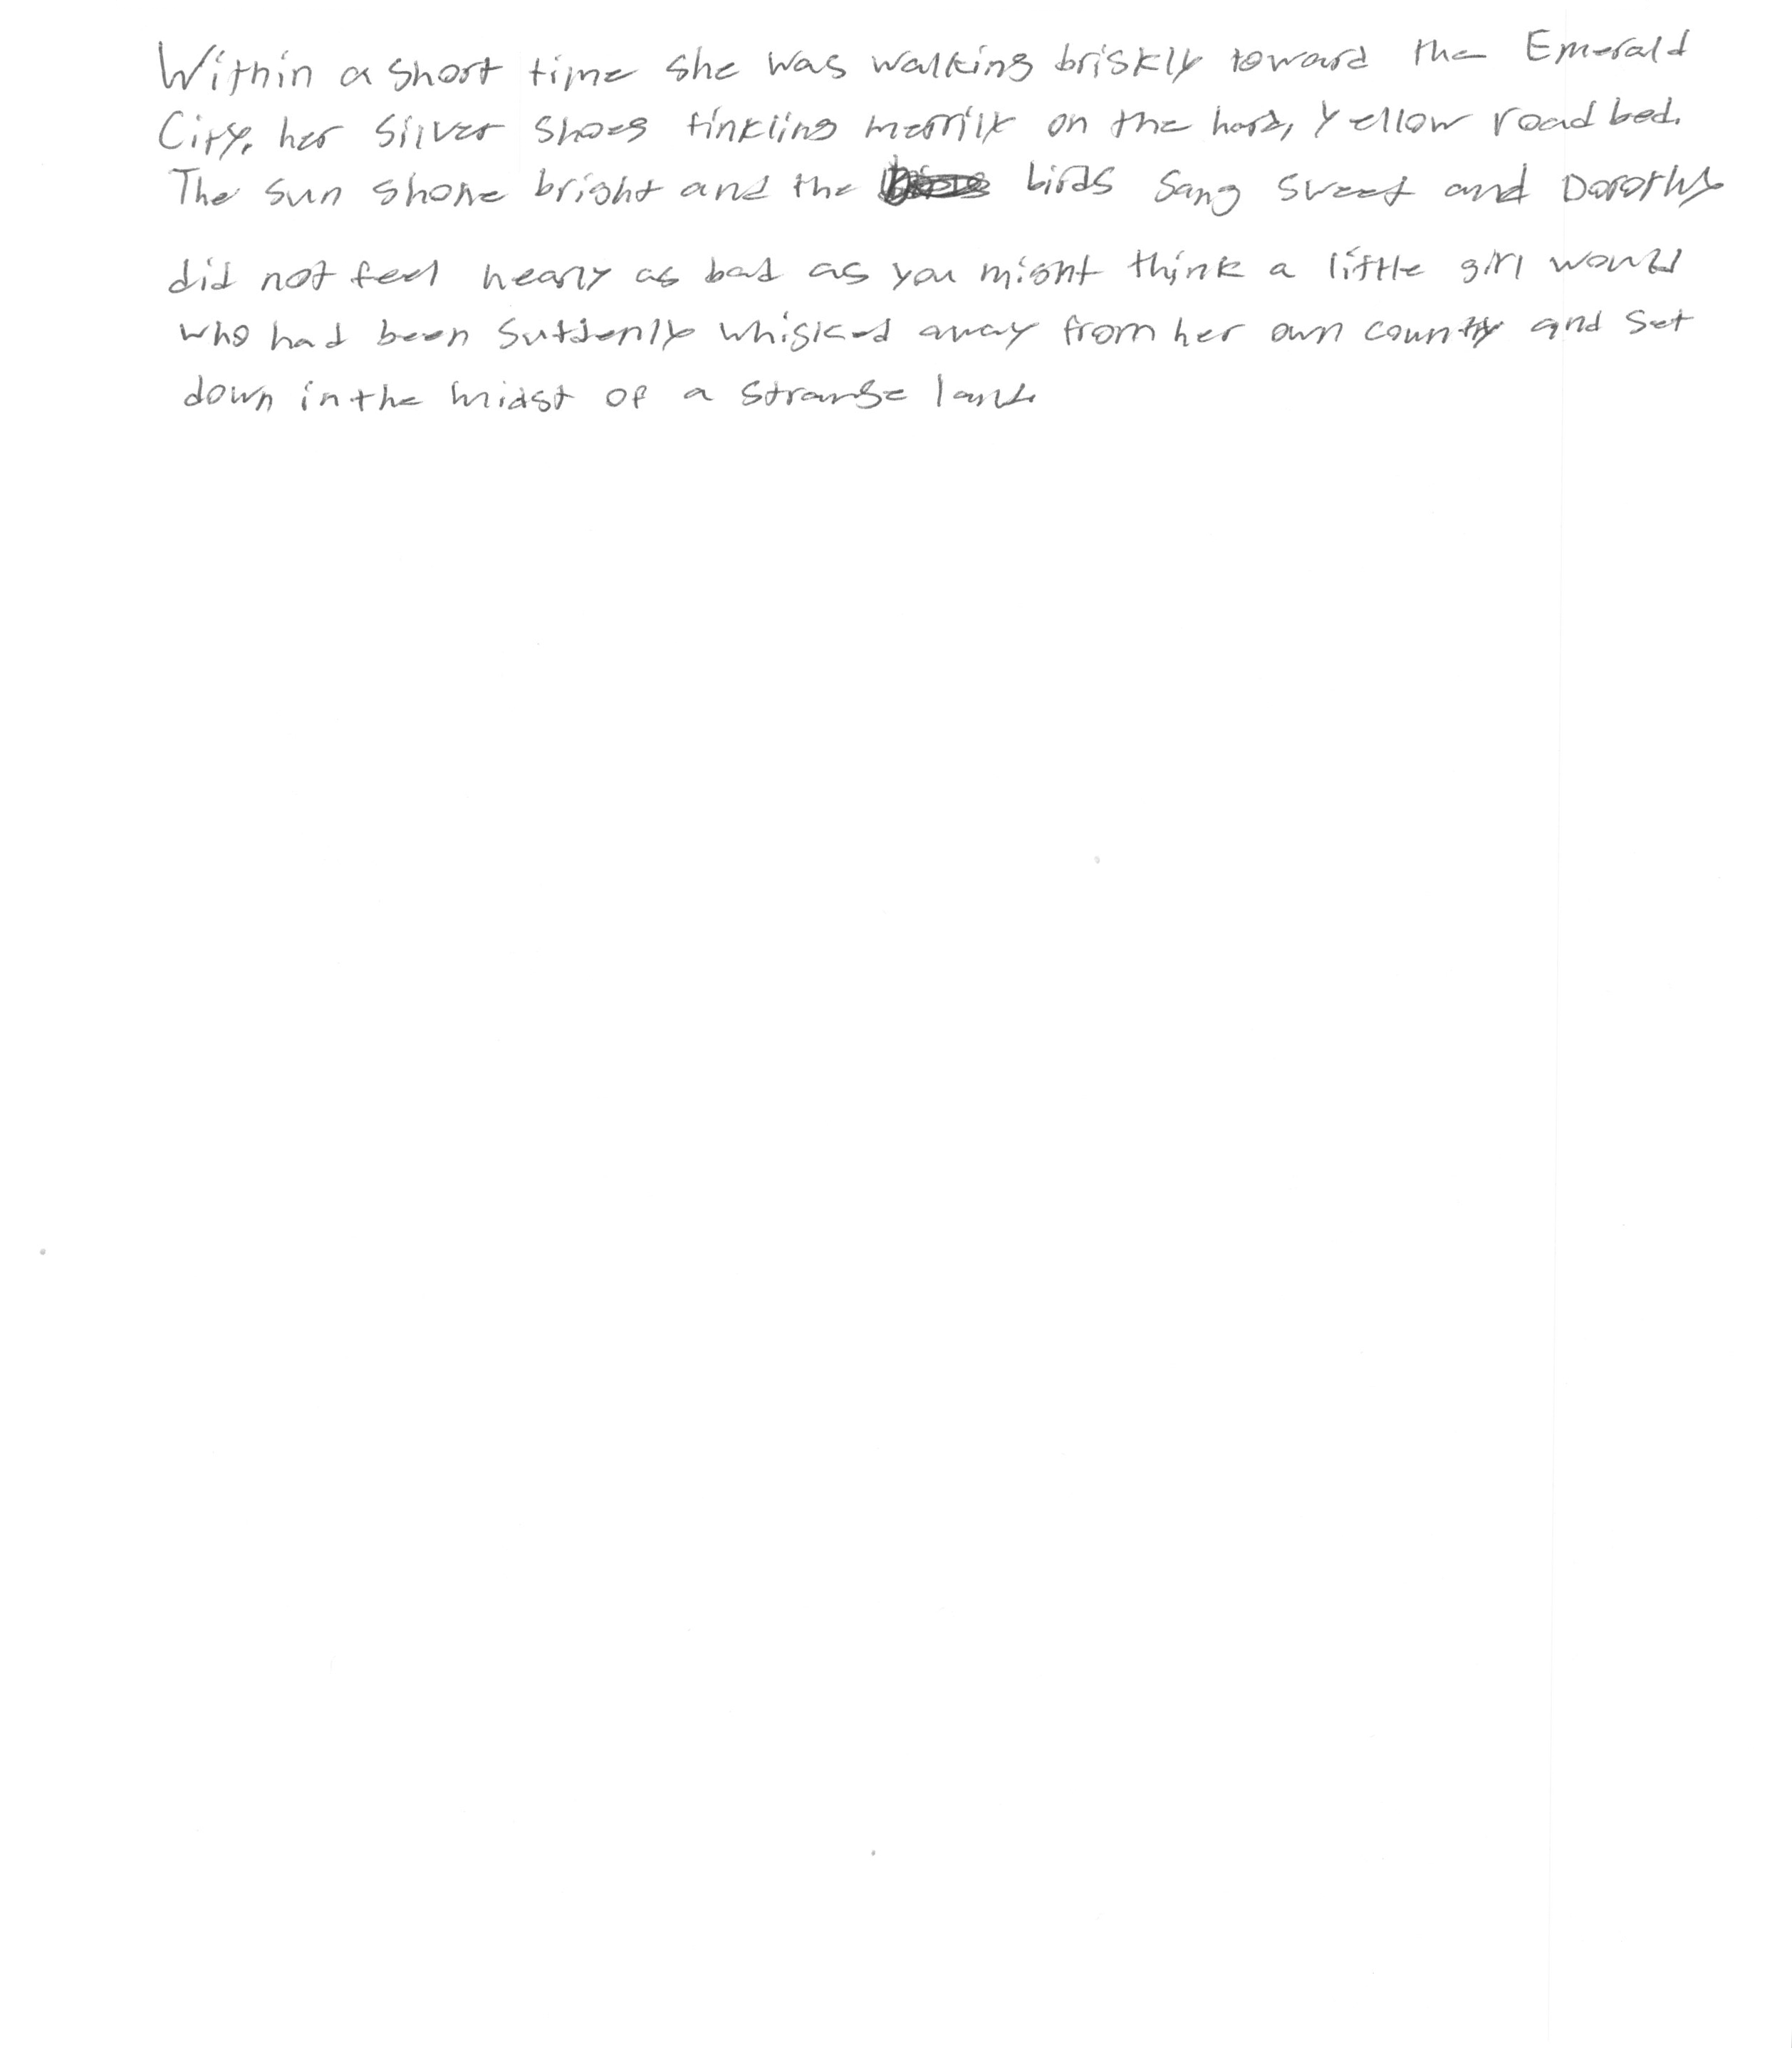 Within a short time she was walking briskly toward the Emerald
City, her Silver Shoes tinkling merrily on the hard, yellow road bed.
The sun shone bright and the birds sang sweet and Dorothy
did not feel nearly as bad as you might think a little girl would
who had been suddenly whisked away from her own country and set
down in the midst of a strange land.